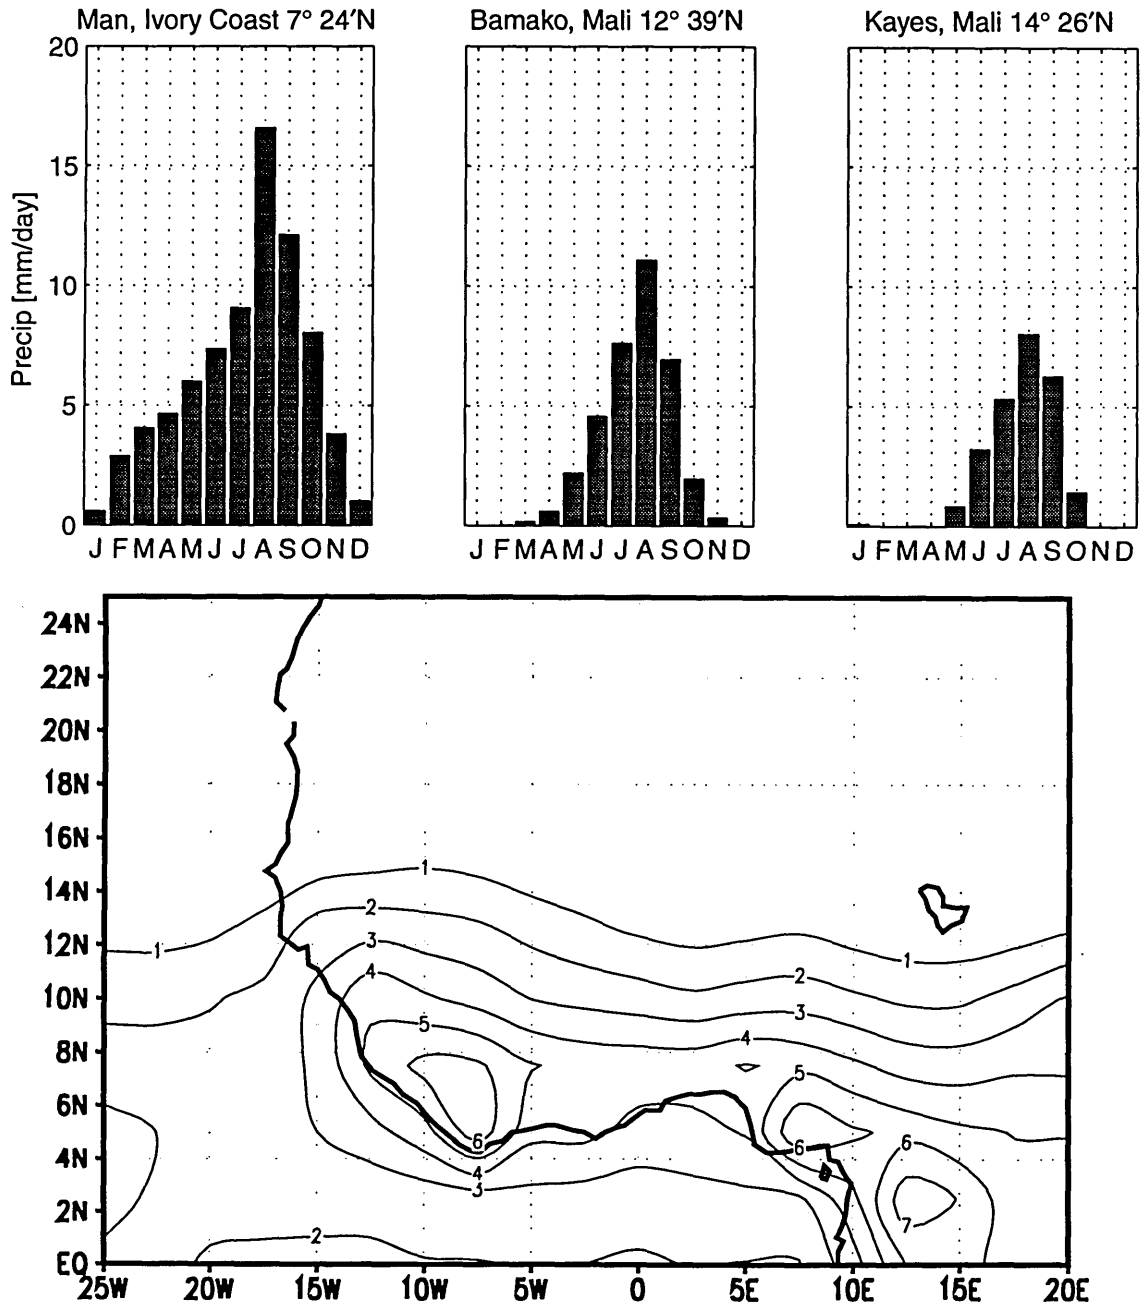 Man, Ivory Coast 7° 24′N
Bamako, Mali 12° 39′N
Kayes, Mali 14° 26′N
Precip [mm/day]
20
15
10
5
0
J F M A M J J A S O N D
J F M A M J J A S O N D
J F M A M J J A S O N D
24N
22N
20N
18N
16N
14N
12N
10N
8N
6N
4N
2N
EQ
1
2
1
3
1
4
2
3
5
4
5
6
6
6
4
3
7
2
25W 20W 15W 10W 5W 0 5E 10E 15E 20E